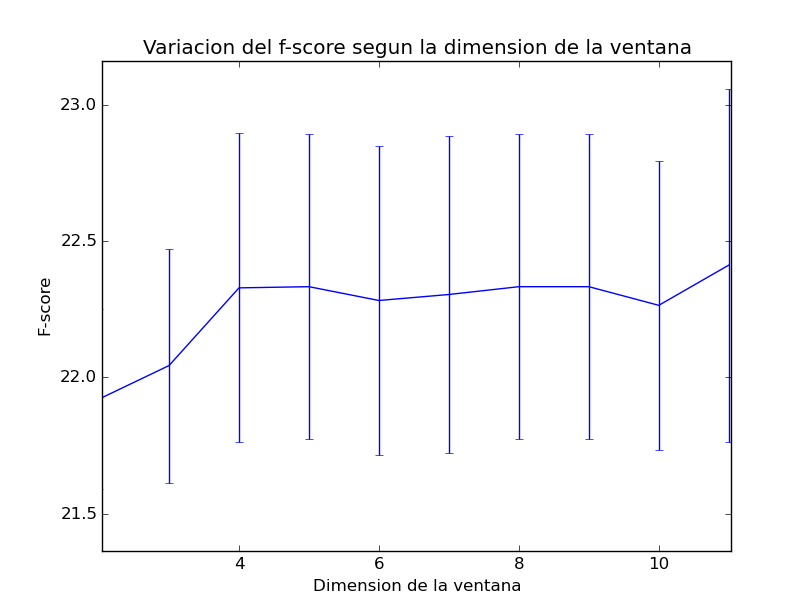 Variacion del f-score segun la dimension de la ventana
23.0
22.5
22.0
21.5
F-score
4 6 8 10
Dimension de la ventana